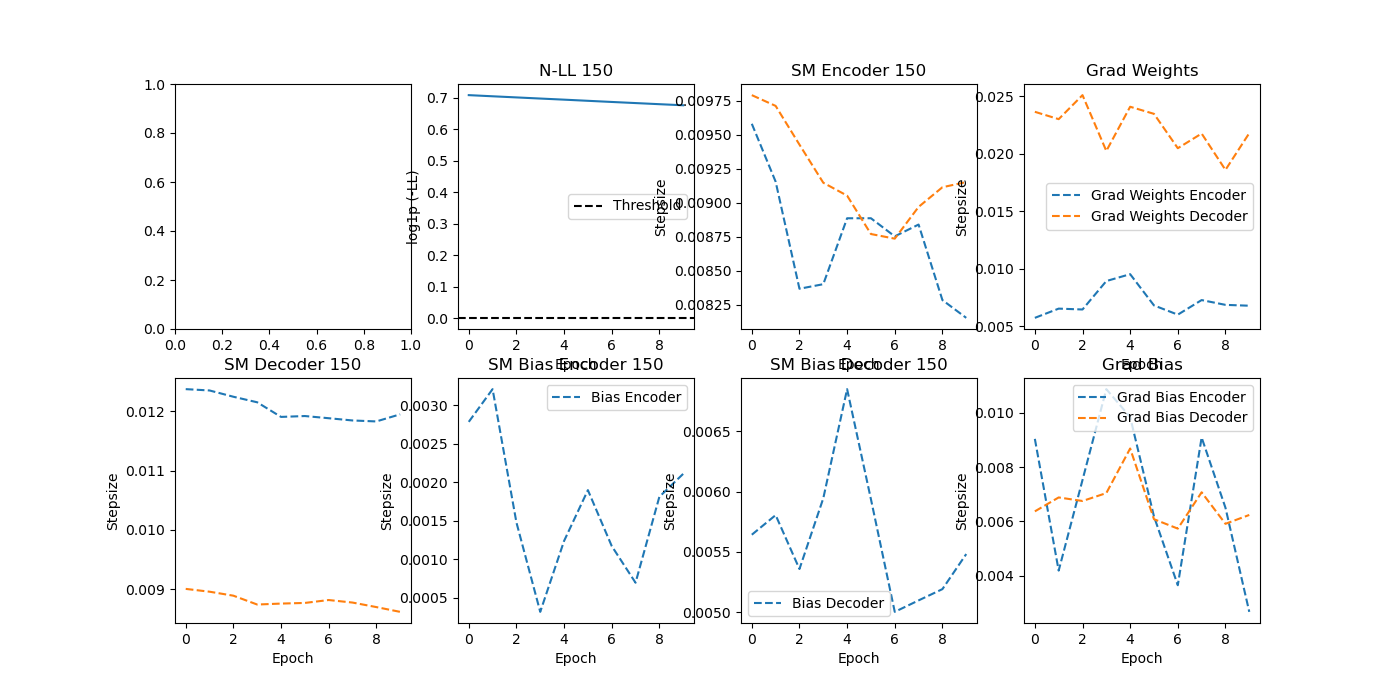 N-LL 150
SM Encoder 150
Grad Weights
1.0
0.8
0.6
0.4
0.2
0.0
0.0 0.2 0.4 0.6 0.8 1.0
log1p (-LL)
0.7
0.6
0.5
0.4
0.3
0.2
0.1
0.0
Threshold
0 2 4 6 8
Epoch
Stepsize
0.00975
0.00950
0.00925
0.00900
0.00875
0.00850
0.00825
0 2 4 6 8
Epoch
Stepsize
0.025
0.020
0.015
0.010
0.005
Grad Weights Encoder
Grad Weights Decoder
0 2 4 6 8
Epoch
SM Decoder 150
SM Bias Encoder 150
SM Bias Decoder 150
Grad Bias
Stepsize
0.012
0.011
0.010
0.009
0 2 4 6 8
Epoch
Stepsize
0.0030
0.0025
0.0020
0.0015
0.0010
0.0005
Bias Encoder
0 2 4 6 8
Epoch
Stepsize
0.0065
0.0060
0.0055
0.0050
Bias Decoder
0 2 4 6 8
Epoch
Stepsize
0.010
0.008
0.006
0.004
Grad Bias Encoder
Grad Bias Decoder
0 2 4 6 8
Epoch